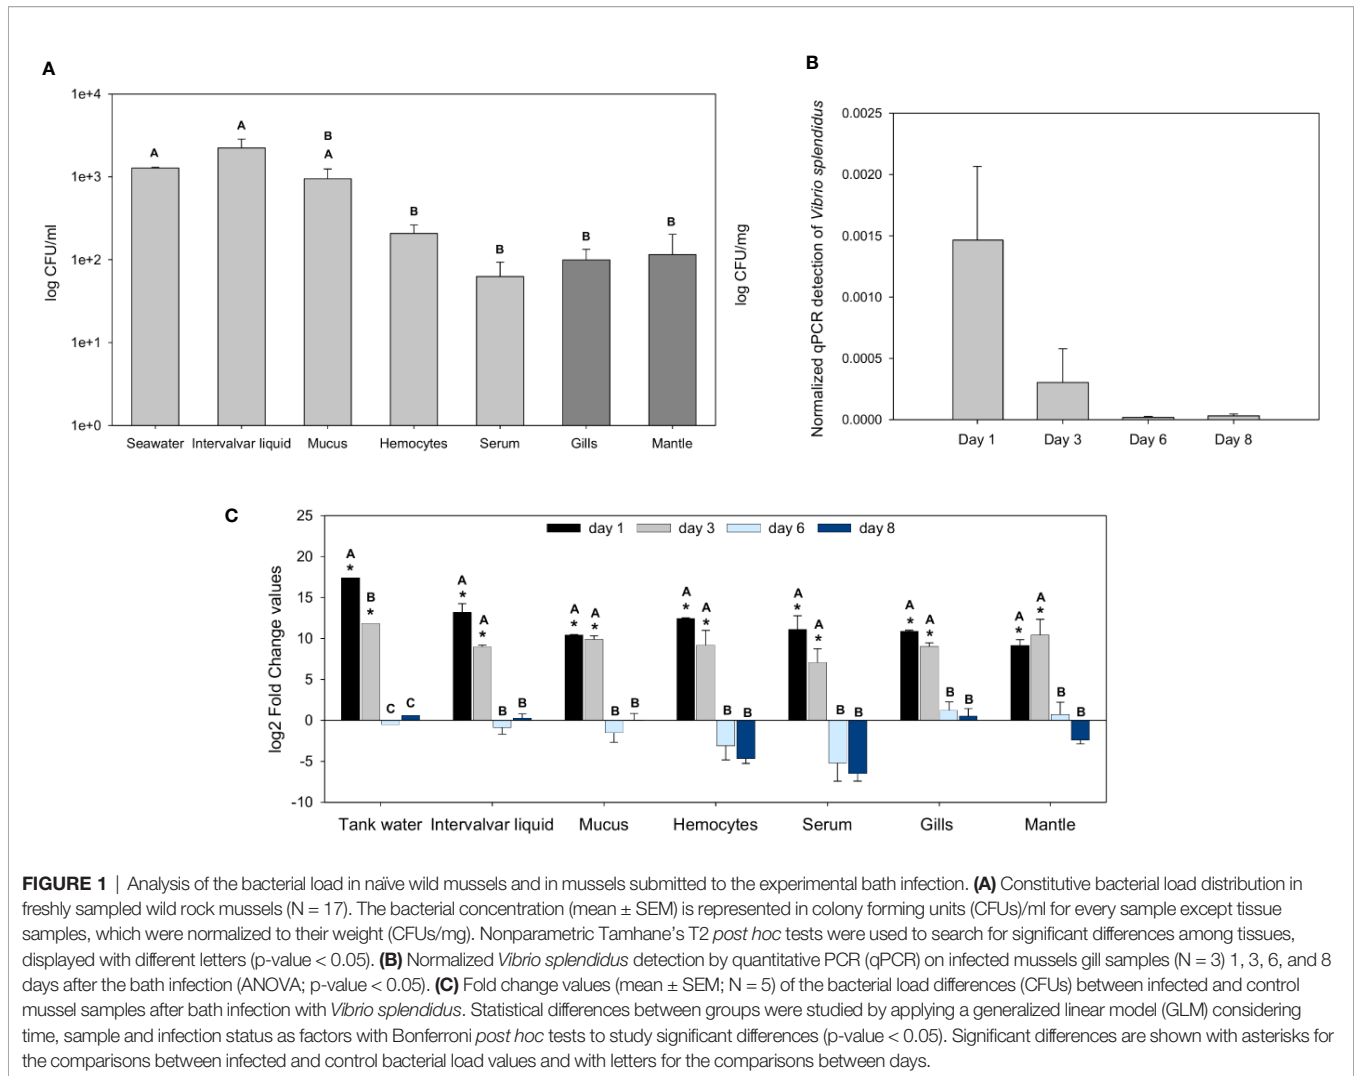 A
1e+4
1e+3
1e+2
1e+1
1e+0
log CFU/ml
A
A
B
A
B
B
B
B
log CFU/mg
Seawater
Intervalvar liquid
Mucus
Hemocytes
Serum
Gills
Mantle
B
0.0025
0.0020
0.0015
0.0010
0.0005
0.0000
Normalized qPCR detection of Vibrio splendidus
Day 1
Day 3
Day 6
Day 8
C
25
20
15
10
5
0
-5
-10
log2 Fold Change values
day 1
day 3
day 6
day 8
A
*
B
*
C
C
A
*
A
*
B
B
A
*
A
*
B
B
A
*
A
*
B
B
A
*
A
*
B
B
A
*
A
*
B
B
A
*
A
*
B
B
Tank water
Intervalvar liquid
Mucus
Hemocytes
Serum
Gills
Mantle
FIGURE 1 | Analysis of the bacterial load in naïve wild mussels and in mussels submitted to the experimental bath infection. (A) Constitutive bacterial load distribution in
freshly sampled wild rock mussels (N = 17). The bacterial concentration (mean ± SEM) is represented in colony forming units (CFUs)/ml for every sample except tissue
samples, which were normalized to their weight (CFUs/mg). Nonparametric Tamhane's T2 post hoc tests were used to search for significant differences among tissues,
displayed with different letters (p-value < 0.05). (B) Normalized Vibrio splendidus detection by quantitative PCR (qPCR) on infected mussels gill samples (N = 3) 1, 3, 6, and 8
days after the bath infection (ANOVA; p-value < 0.05). (C) Fold change values (mean ± SEM; N = 5) of the bacterial load differences (CFUs) between infected and control
mussel samples after bath infection with Vibrio splendidus. Statistical differences between groups were studied by applying a generalized linear model (GLM) considering
time, sample and infection status as factors with Bonferroni post hoc tests to study significant differences (p-value < 0.05). Significant differences are shown with asterisks for
the comparisons between infected and control bacterial load values and with letters for the comparisons between days.